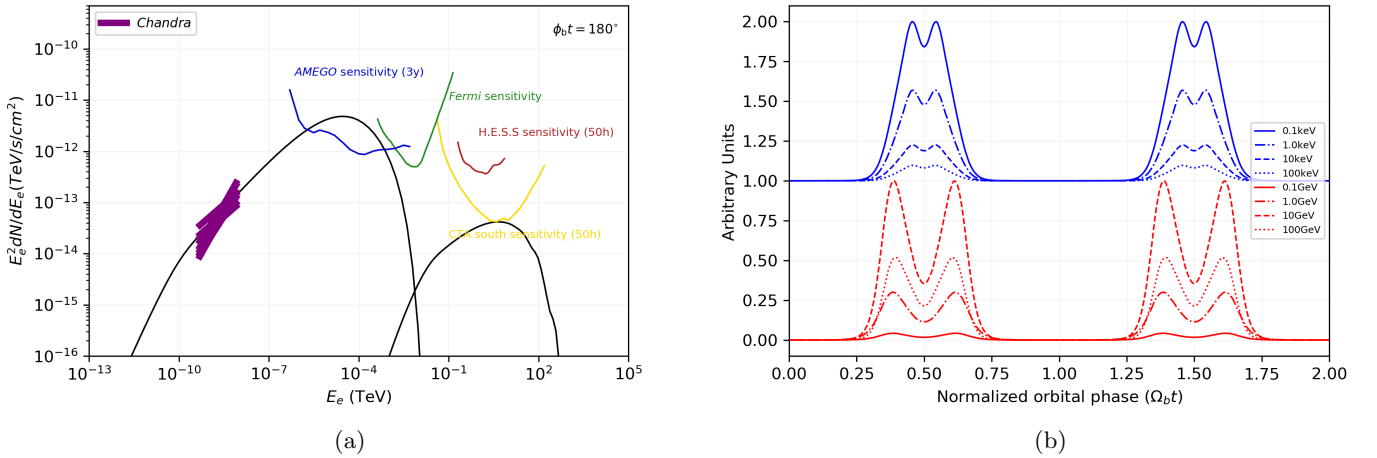 Chandra
ϕ_b t = 180°
AMEGO sensitivity (3y)
Fermi sensitivity
H.E.S.S sensitivity (50h)
CTA south sensitivity (50h)
E_e^2 dN/dE_e (TeV/s/cm^2)
10^−10
10^−11
10^−12
10^−13
10^−14
10^−15
10^−16
10^−13 10^−10 10^−7 10^−4 10^−1 10^2 10^5
E_e (TeV)
(a)
Arbitrary Units
2.00
1.75
1.50
1.25
1.00
0.75
0.50
0.25
0.00
0.1keV
1.0keV
10keV
100keV
0.1GeV
1.0GeV
10GeV
100GeV
0.00 0.25 0.50 0.75 1.00 1.25 1.50 1.75 2.00
Normalized orbital phase (Ω_b t)
(b)